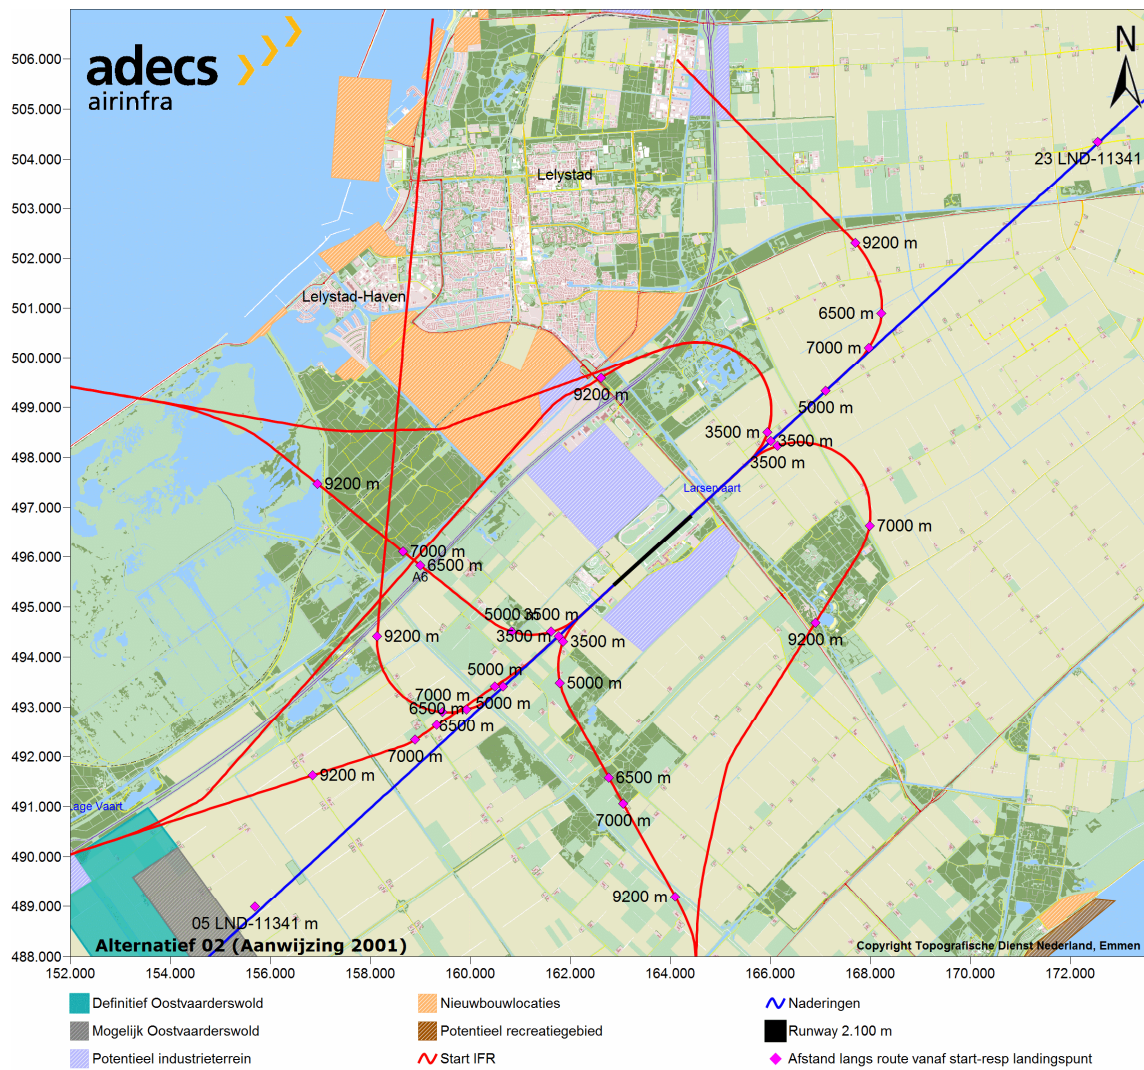 adecs
airinfra
N
506.000
505.000
504.000
503.000
502.000
501.000
500.000
499.000
498.000
497.000
496.000
495.000
494.000
493.000
492.000
491.000
490.000
489.000
488.000
23 LND-11341
Lelystad
9200 m
Lelystad-Haven
6500 m
7000 m
9200 m
5000 m
3500 m
3500 m
3500 m
9200 m
Larservaart
7000 m
7000 m
6500 m
A6
5000 m
3500 m
9200 m
3500 m
3500 m
9200 m
5000 m
5000 m
7000 m
5000 m
6500 m
6500 m
7000 m
9200 m
6500 m
7000 m
age Vaart
9200 m
05 LND-11341 m
Alternatief 02 (Aanwijzing 2001)
Copyright Topografische Dienst Nederland, Emmen
152.000 154.000 156.000 158.000 160.000 162.000 164.000 166.000 168.000 170.000 172.000
Definitief Oostvaarderswold
Nieuwbouwlocaties
Naderingen
Mogelijk Oostvaarderswold
Potentieel recreatiegebied
Runway 2.100 m
Potentieel industrieterrein
Start IFR
Afstand langs route vanaf start-resp landingspunt